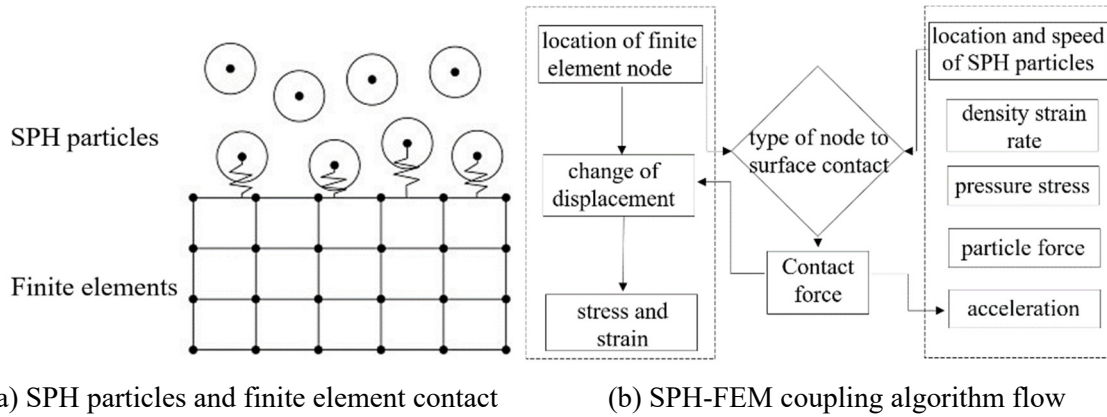 SPH particles
Finite elements
a) SPH particles and finite element contact
location of finite
element node
change of
displacement
stress and
strain
type of node to
surface contact
Contact
force
location and speed
of SPH particles
density strain
rate
pressure stress
particle force
acceleration
(b) SPH-FEM coupling algorithm flow